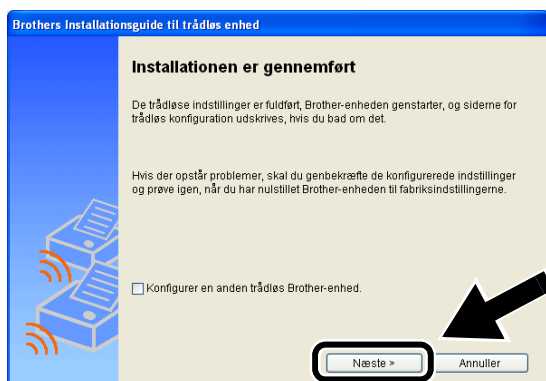 Brothers Installationsguide til trådløs enhed
Installationen er gennemført
De trådløse indstillinger er fuldført, Brother-enheden genstarter, og siderne for
trådløs konfiguration udskrives, hvis du bad om det.
Hvis der opstår problemer, skal du genbekræfte de konfigurerede indstillinger
og prøve igen, når du har nulstillet Brother-enheden til fabriksindstillingerne.
Konfigurer en anden trådløs Brother-enhed.
Næste >
Annuller